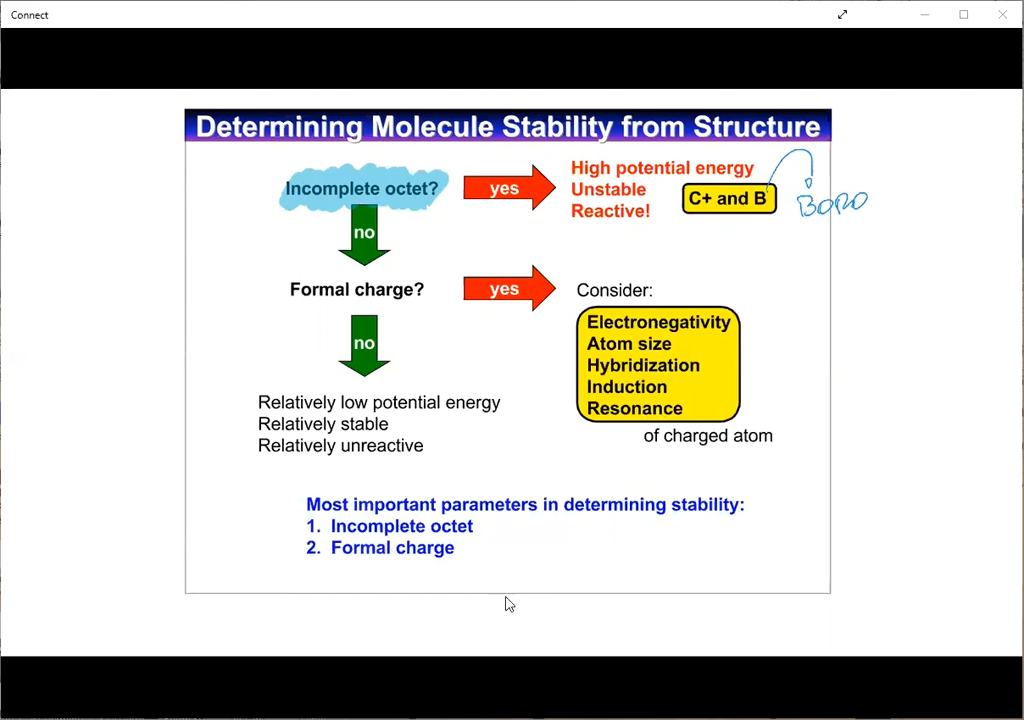 Connect
Determining Molecule Stability from Structure
Incomplete octet?
yes
High potential energy
Unstable
Reactive!
C+ and B
BORO
no
Formal charge?
yes
Consider:
Electronegativity
Atom size
Hybridization
Induction
Resonance
of charged atom
no
Relatively low potential energy
Relatively stable
Relatively unreactive
Most important parameters in determining stability:
1. Incomplete octet
2. Formal charge